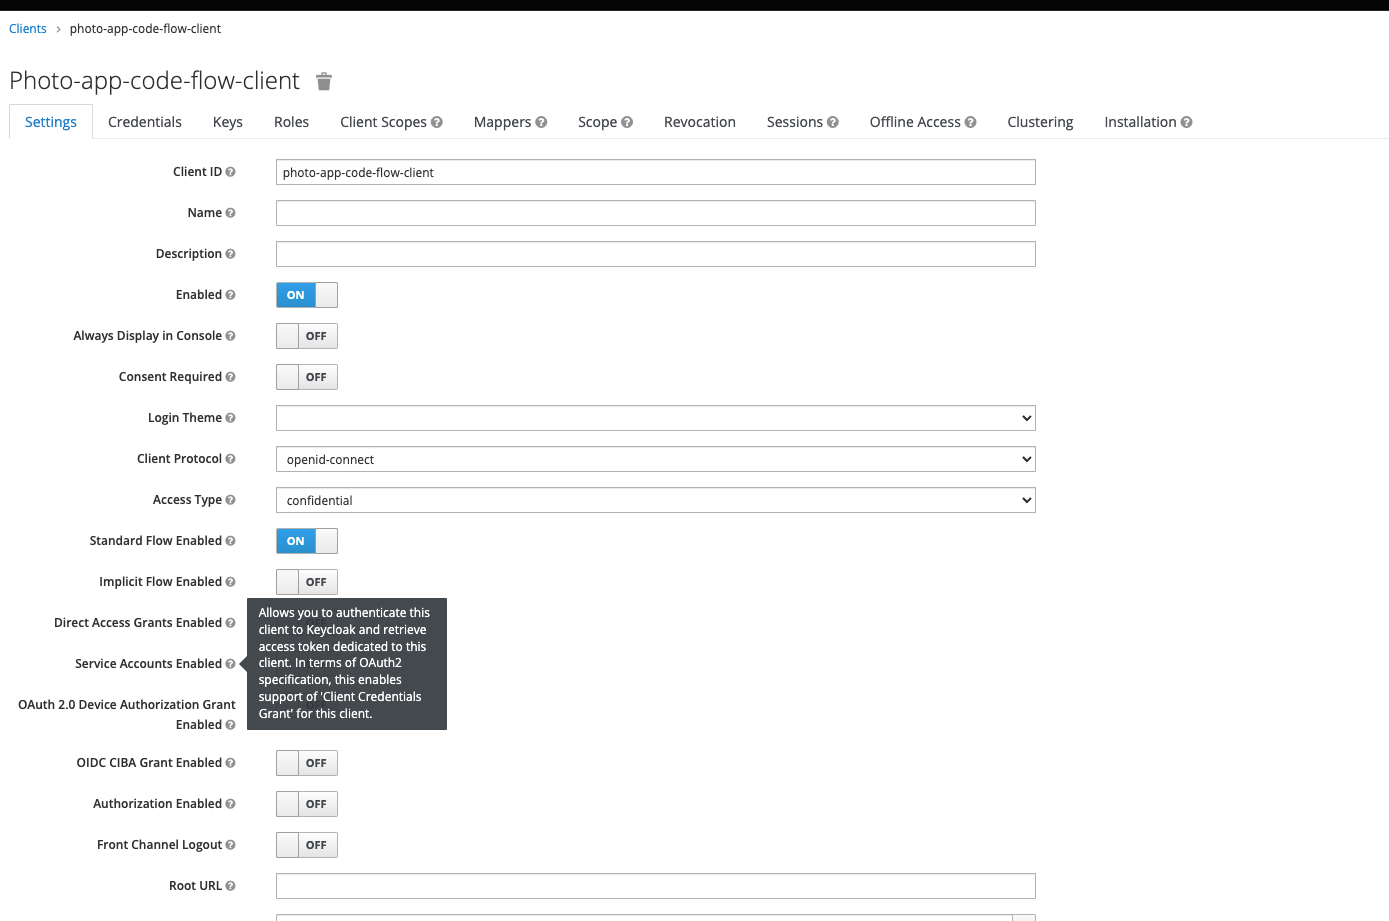 Clients > photo-app-code-flow-client
Photo-app-code-flow-client
Settings Credentials Keys Roles Client Scopes Mappers Scope Revocation Sessions Offline Access Clustering Installation
Client ID photo-app-code-flow-client
Name
Description
Enabled ON
Always Display in Console OFF
Consent Required OFF
Login Theme
Client Protocol openid-connect
Access Type confidential
Standard Flow Enabled ON
Implicit Flow Enabled OFF
Direct Access Grants Enabled
Service Accounts Enabled
Allows you to authenticate this
client to Keycloak and retrieve
access token dedicated to this
client. In terms of OAuth2
specification, this enables
support of 'Client Credentials
Grant' for this client.
OAuth 2.0 Device Authorization Grant
Enabled
OIDC CIBA Grant Enabled OFF
Authorization Enabled OFF
Front Channel Logout OFF
Root URL